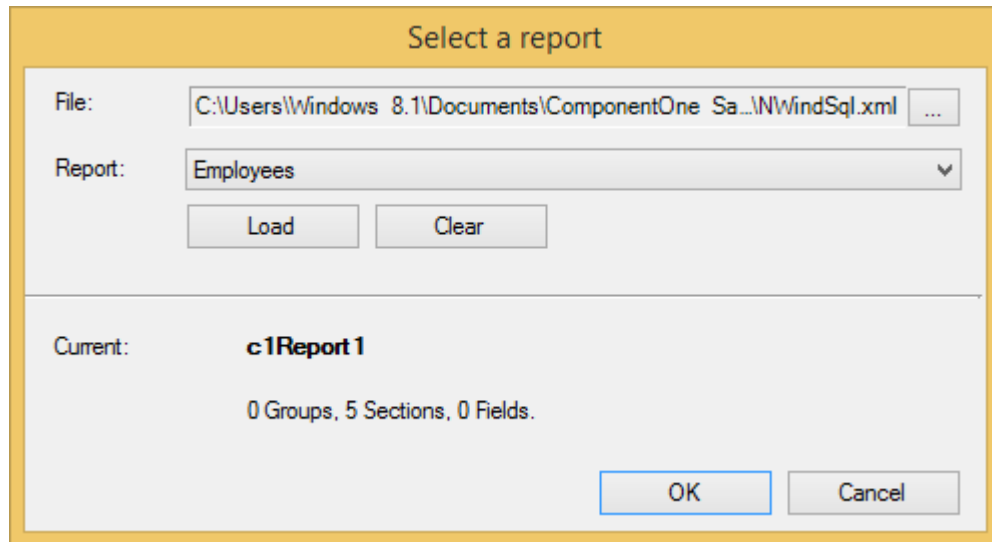 Select a report
File: C:\Users\Windows 8.1\Documents\ComponentOne Sa...\NWindSql.xml ...
Report: Employees
Load Clear
Current: c1Report1
0 Groups, 5 Sections, 0 Fields.
OK Cancel